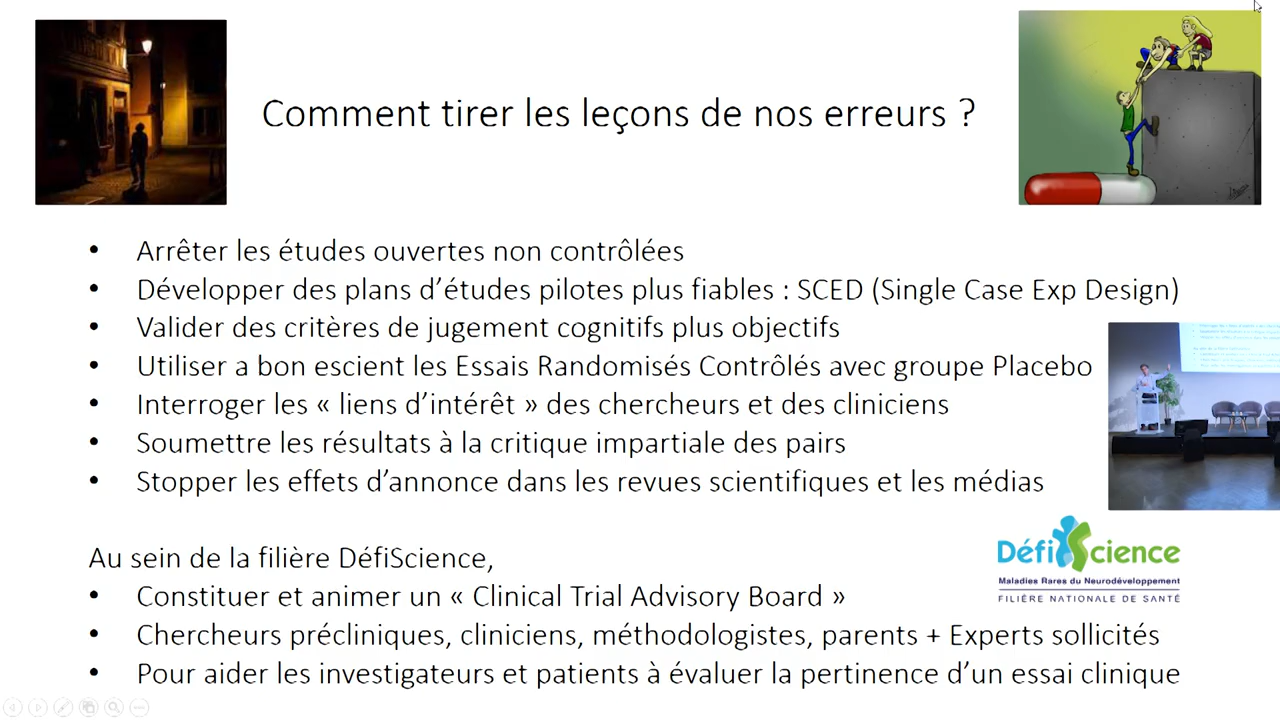 Comment tirer les leçons de nos erreurs ?
• Arrêter les études ouvertes non contrôlées
• Développer des plans d’études pilotes plus fiables : SCED (Single Case Exp Design)
• Valider des critères de jugement cognitifs plus objectifs
• Utiliser a bon escient les Essais Randomisés Contrôlés avec groupe Placebo
• Interroger les « liens d’intérêt » des chercheurs et des cliniciens
• Soumettre les résultats à la critique impartiale des pairs
• Stopper les effets d’annonce dans les revues scientifiques et les médias
Au sein de la filière DéfiScience,
• Constituer et animer un « Clinical Trial Advisory Board »
• Chercheurs précliniques, cliniciens, méthodologistes, parents + Experts sollicités
• Pour aider les investigateurs et patients à évaluer la pertinence d’un essai clinique
DéfiScience
Maladies Rares du Neurodéveloppement
FILIÈRE NATIONALE DE SANTÉ